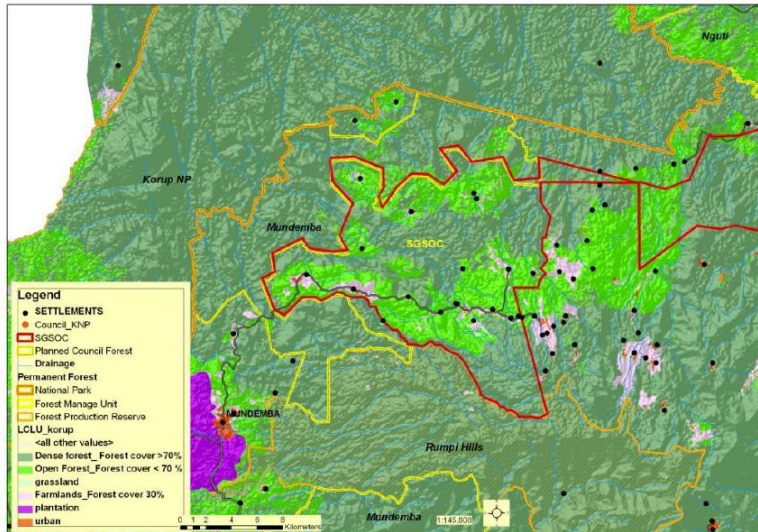 Nguti
Korup NP
Mundemba
SGSOC
Legend
SETTLEMENTS
Council_KNP
SGSOC
Planned Council Forest
Drainage
Permanent Forest
National Park
Forest Manage Unit
Forest Production Reserve
LCLU_korup
<all other values>
Dense forest_ Forest cover >70%
Open Forest_Forest cover < 70 %
grassland
Farmlands_Forest cover 30%
plantation
urban
MUNDEMBA
Rumpi Hills
Mundemba
0 1 2 4 6 8
Kilometers
1:145,800